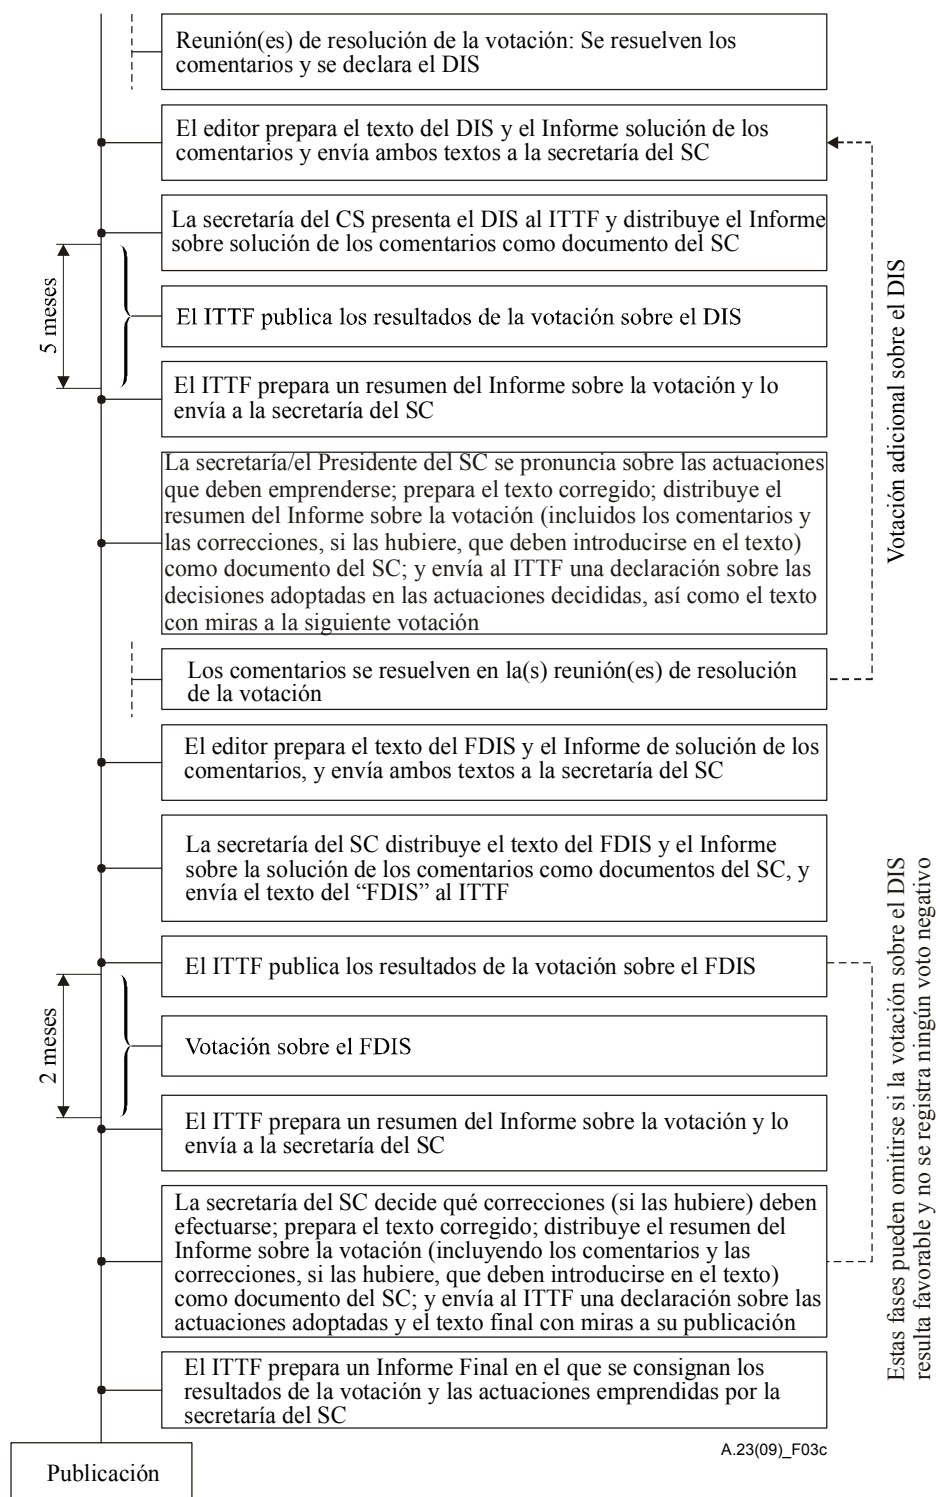 Reunión(es) de resolución de la votación: Se resuelven los
comentarios y se declara el DIS
El editor prepara el texto del DIS y el Informe solución de los
comentarios y envía ambos textos a la secretaría del SC
La secretaría del CS presenta el DIS al ITTF y distribuye el Informe
sobre solución de los comentarios como documento del SC
5 meses
El ITTF publica los resultados de la votación sobre el DIS
El ITTF prepara un resumen del Informe sobre la votación y lo
envía a la secretaría del SC
La secretaría/el Presidente del SC se pronuncia sobre las actuaciones
que deben emprenderse; prepara el texto corregido; distribuye el
resumen del Informe sobre la votación (incluidos los comentarios y
las correcciones, si las hubiere, que deben introducirse en el texto)
como documento del SC; y envía al ITTF una declaración sobre las
decisiones adoptadas en las actuaciones decididas, así como el texto
con miras a la siguiente votación
Los comentarios se resuelven en la(s) reunión(es) de resolución
de la votación
Votación adicional sobre el DIS
El editor prepara el texto del FDIS y el Informe de solución de los
comentarios, y envía ambos textos a la secretaría del SC
La secretaría del SC distribuye el texto del FDIS y el Informe
sobre la solución de los comentarios como documentos del SC, y
envía el texto del “FDIS” al ITTF
El ITTF publica los resultados de la votación sobre el FDIS
2 meses
Votación sobre el FDIS
El ITTF prepara un resumen del Informe sobre la votación y lo
envía a la secretaría del SC
La secretaría del SC decide qué correcciones (si las hubiere) deben
efectuarse; prepara el texto corregido; distribuye el resumen del
Informe sobre la votación (incluyendo los comentarios y las
correcciones, si las hubiere, que deben introducirse en el texto)
como documento del SC; y envía al ITTF una declaración sobre las
actuaciones adoptadas y el texto final con miras a su publicación
Estas fases pueden omitirse si la votación sobre el DIS
resulta favorable y no se registra ningún voto negativo
El ITTF prepara un Informe Final en el que se consignan los
resultados de la votación y las actuaciones emprendidas por la
secretaría del SC
Publicación
A.23(09)_F03c